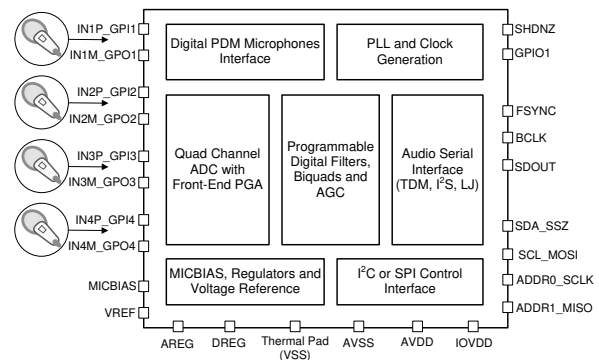 IN1P_GPI1
IN1M_GPO1
IN2P_GPI2
IN2M_GPO2
IN3P_GPI3
IN3M_GPO3
IN4P_GPI4
IN4M_GPO4
MICBIAS
VREF
Digital PDM Microphones
Interface
PLL and Clock
Generation
Quad Channel
ADC with
Front-End PGA
Programmable
Digital Filters,
Biquads and
AGC
Audio Serial
Interface
(TDM, I²S, LJ)
MICBIAS, Regulators and
Voltage Reference
I²C or SPI Control
Interface
SHDNZ
GPIO1
FSYNC
BCLK
SDOUT
SDA_SSZ
SCL_MOSI
ADDR0_SCLK
ADDR1_MISO
AREG
DREG
Thermal Pad
(VSS)
AVSS
AVDD
IOVDD